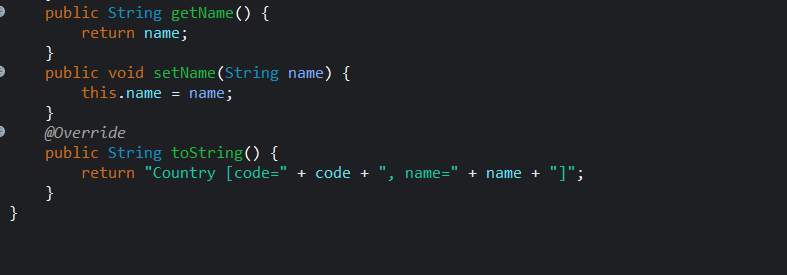 public String getName() {
        return name;
    }
    public void setName(String name) {
        this.name = name;
    }
    @Override
    public String toString() {
        return "Country [code=" + code + ", name=" + name + "]";
    }
}